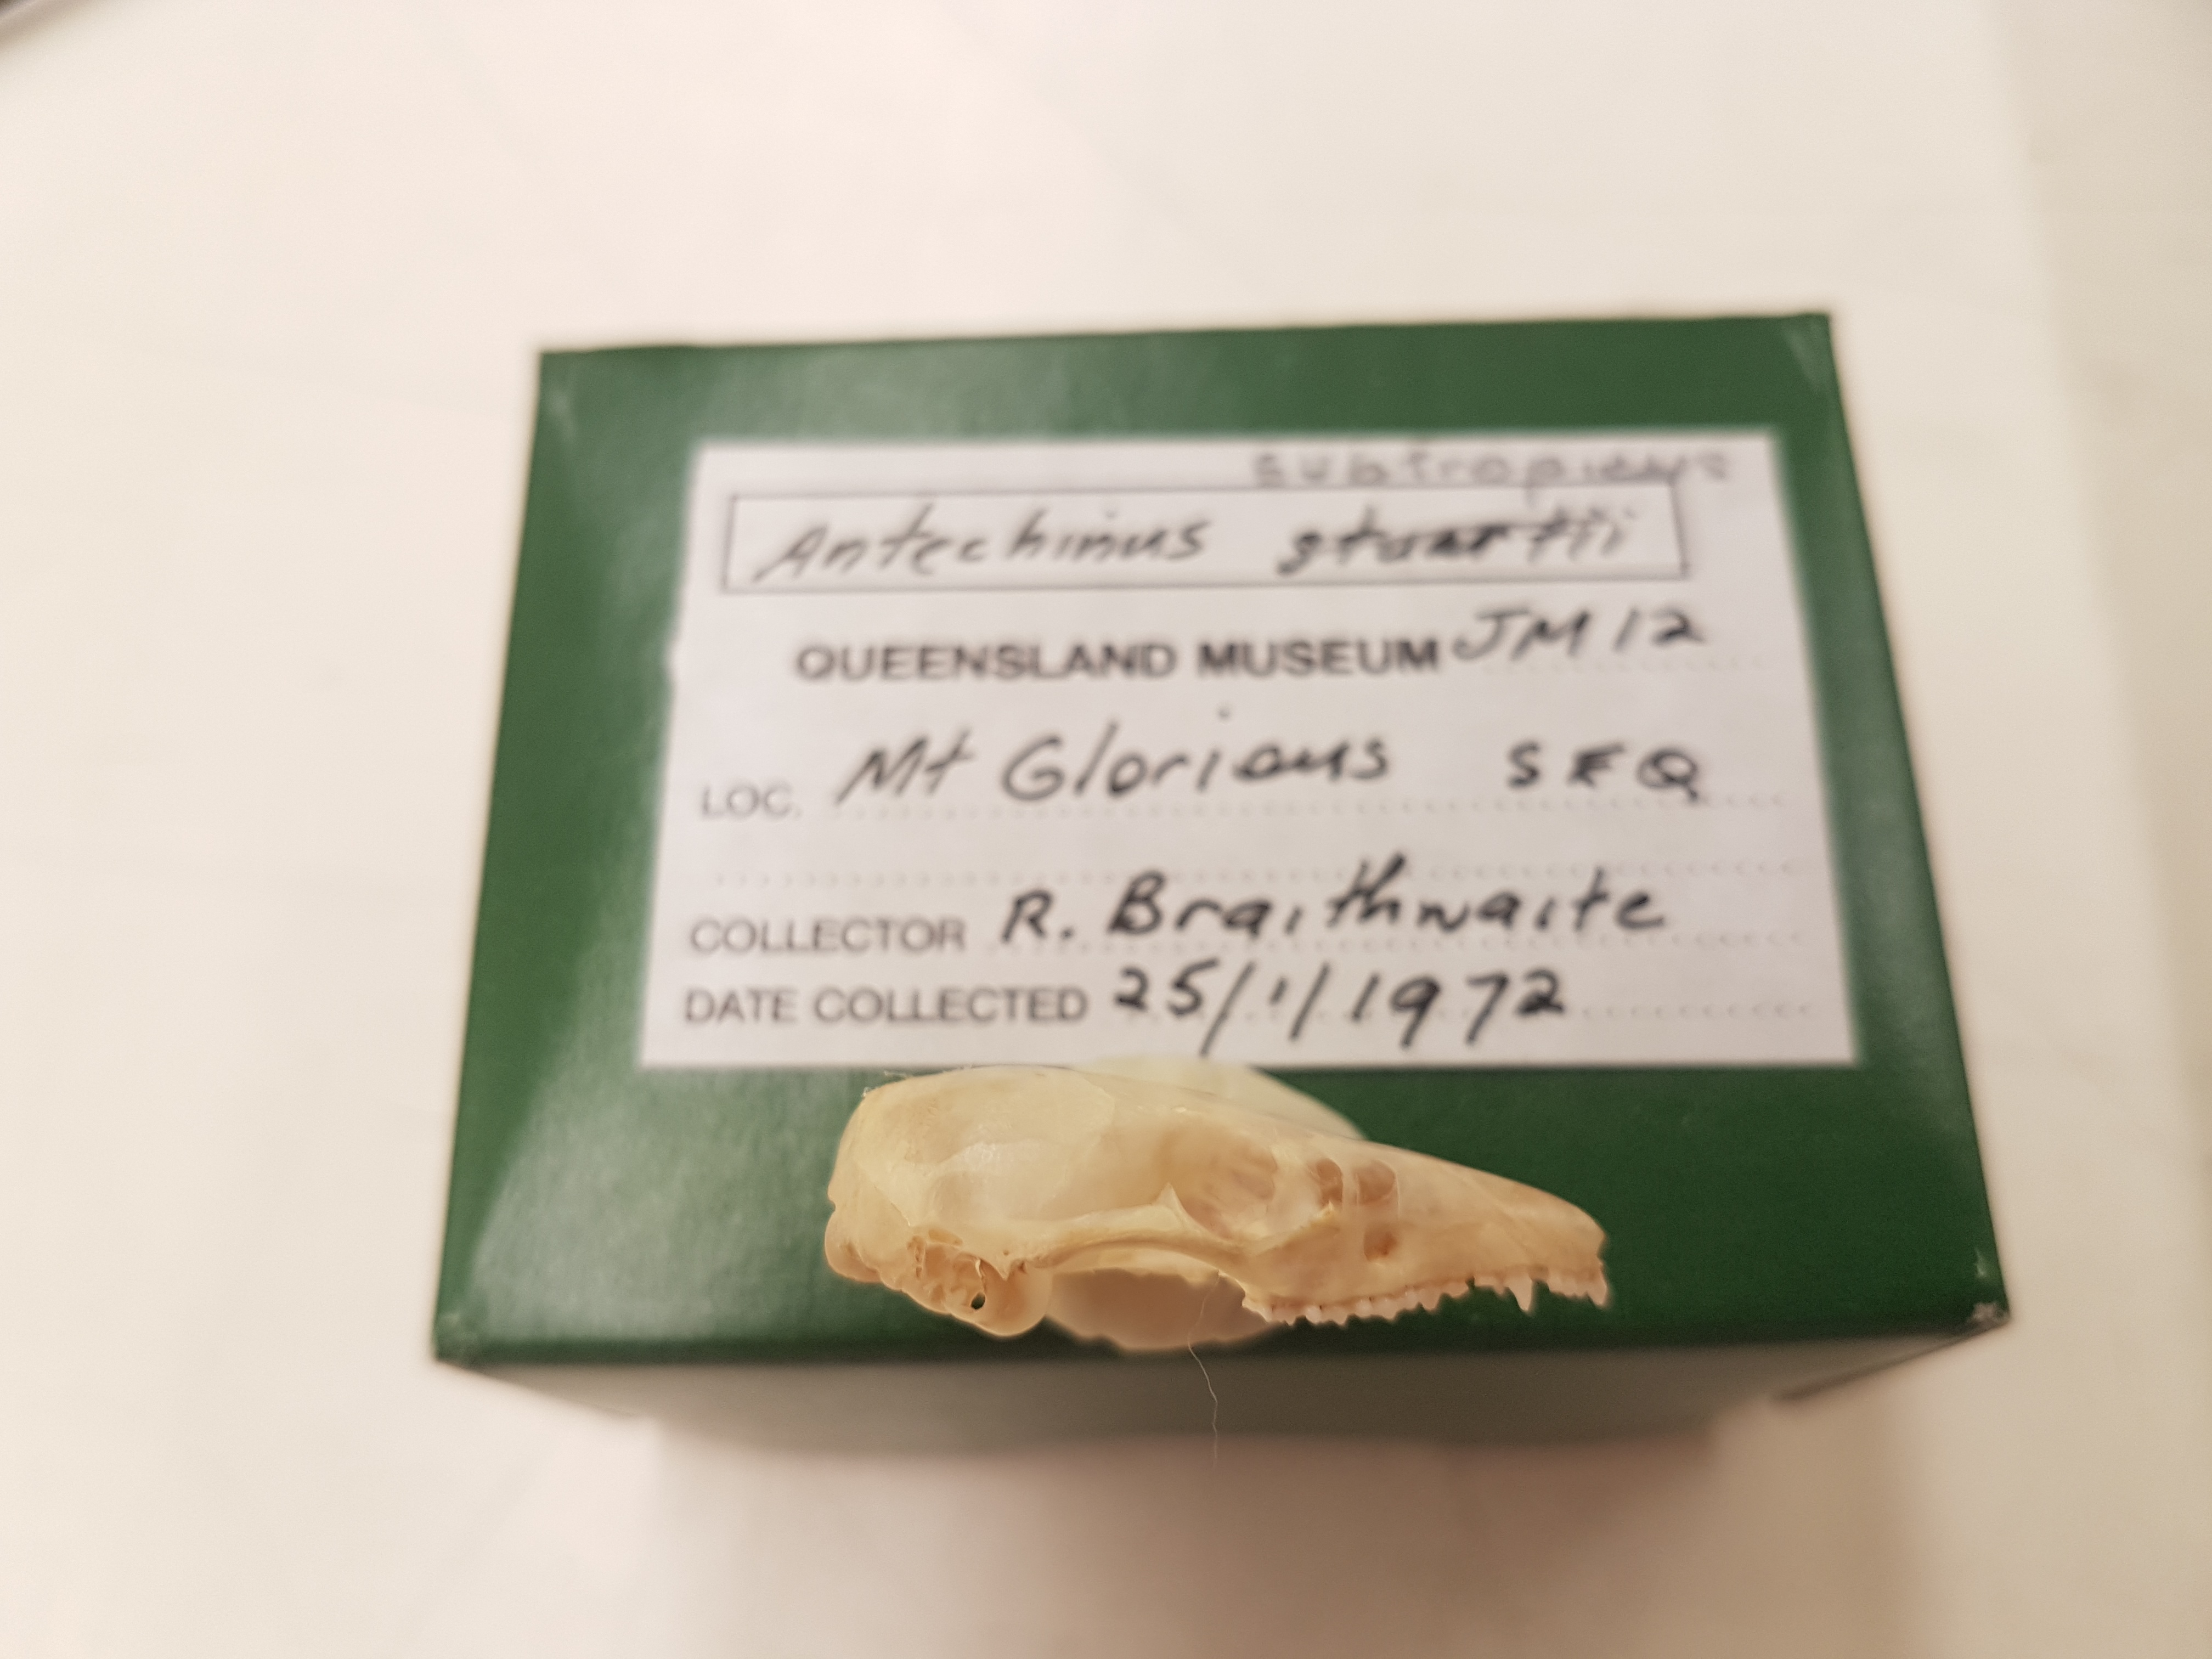 subtropicus
Antechinus stuartii
QUEENSLAND MUSEUM JM 12
LOC. Mt Glorious SEQ
COLLECTOR R. Braithwaite
DATE COLLECTED 25/1/1972